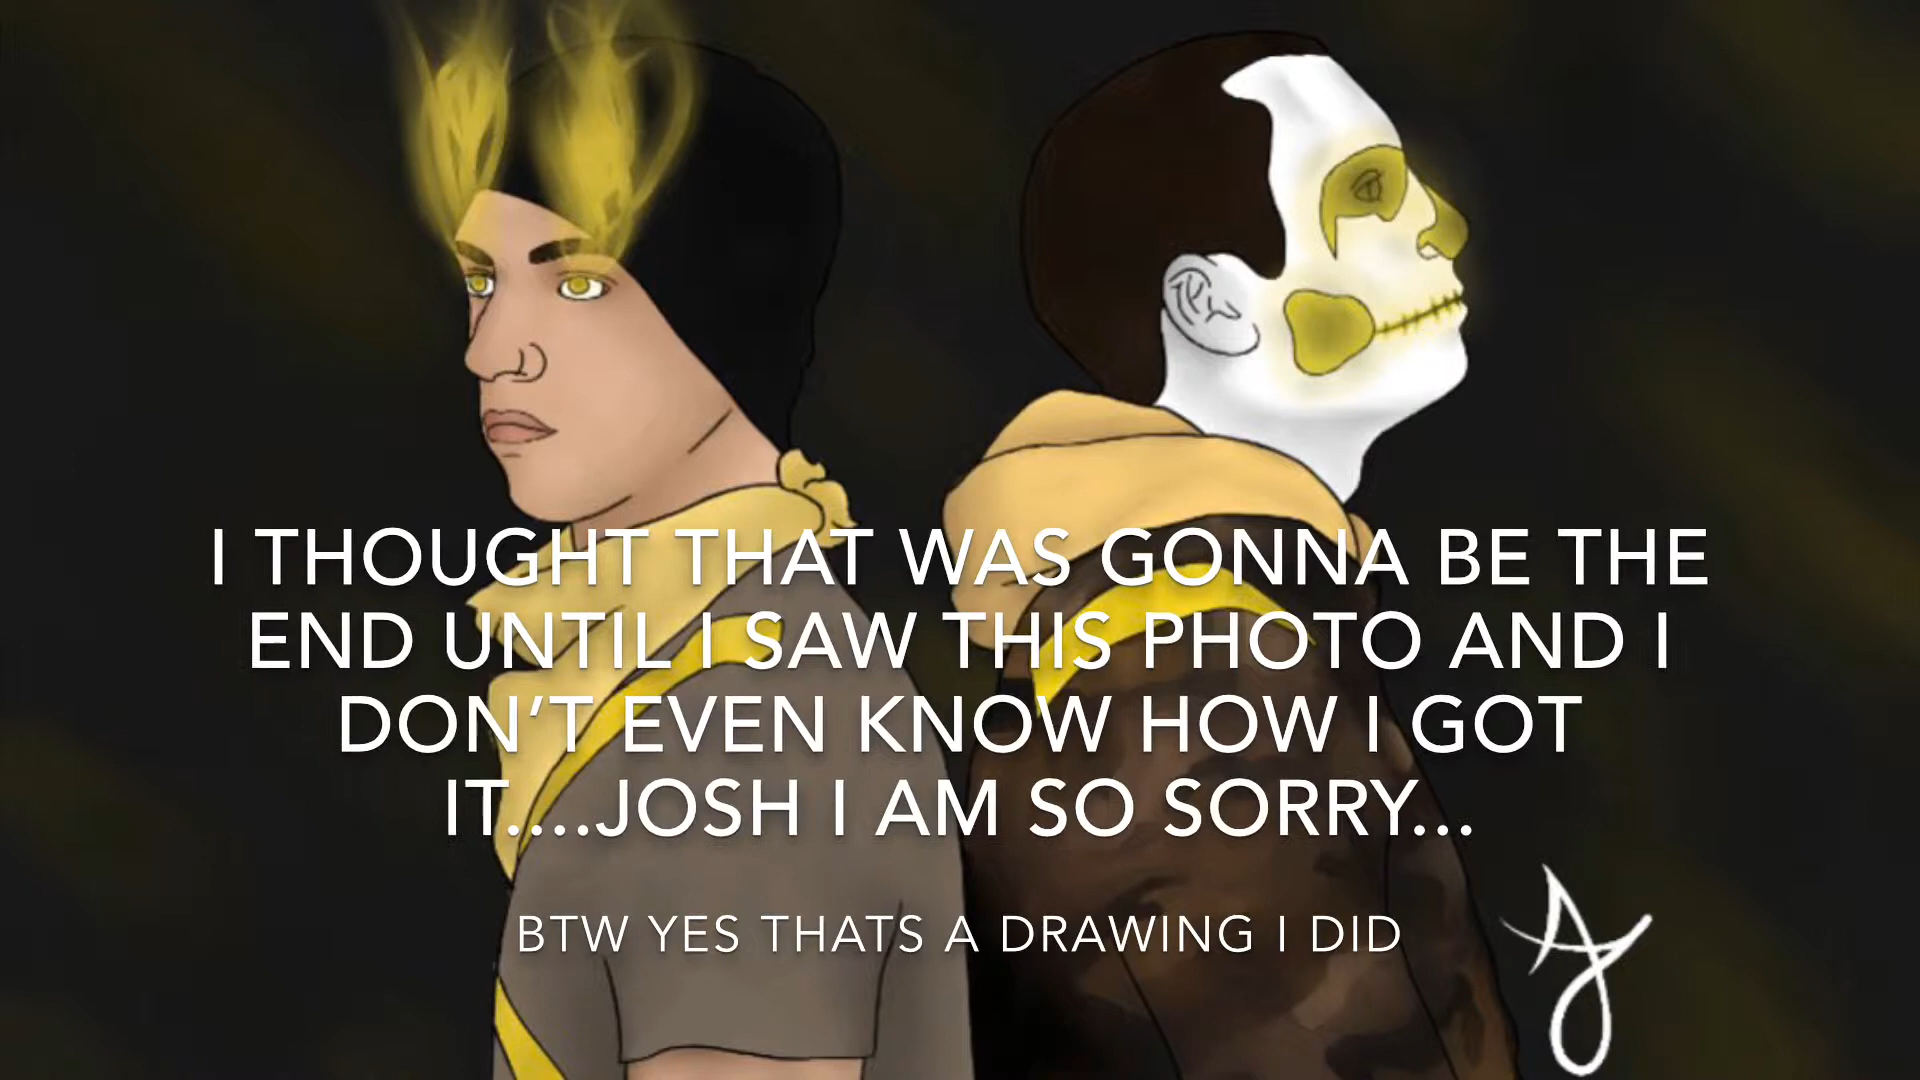 I THOUGHT THAT WAS GONNA BE THE
END UNTIL I SAW THIS PHOTO AND I
DON'T EVEN KNOW HOW I GOT
IT....JOSH I AM SO SORRY...
BTW YES THATS A DRAWING I DID